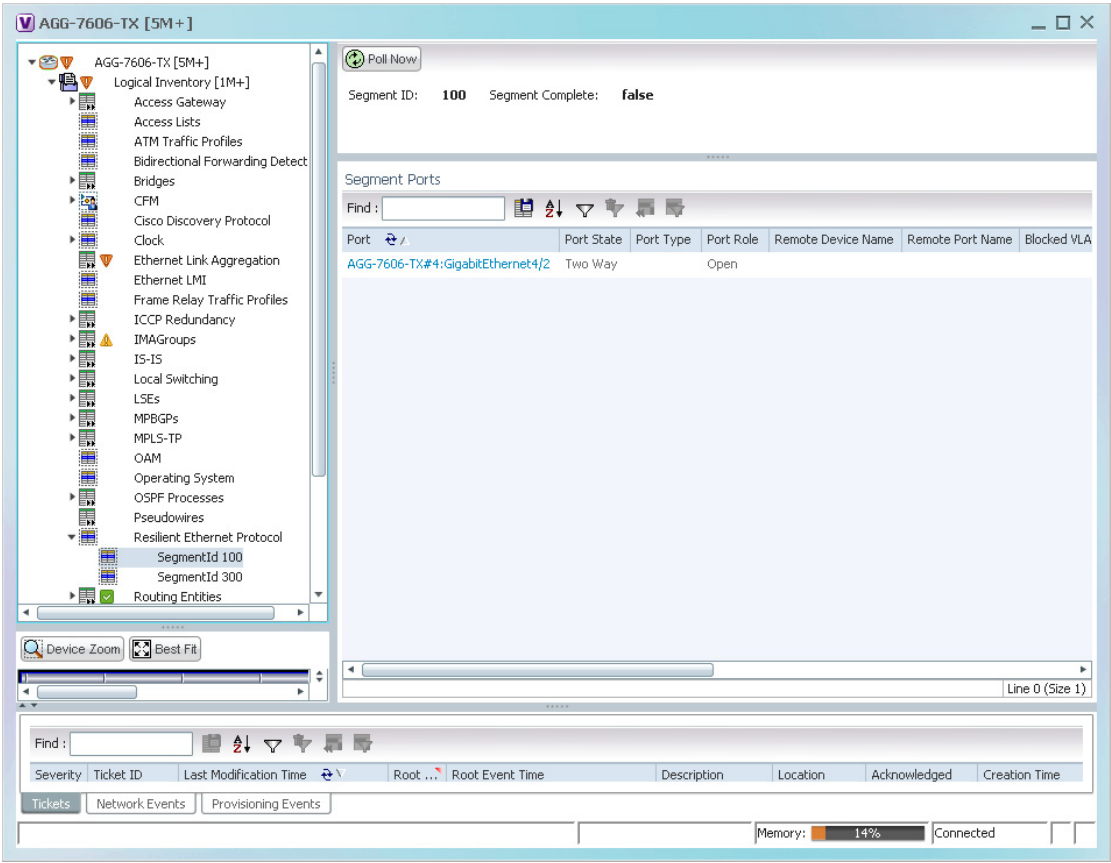 AGG-7606-TX [5M+]
AGG-7606-TX [5M+]
Logical Inventory [1M+]
Access Gateway
Access Lists
ATM Traffic Profiles
Bidirectional Forwarding Detect
Bridges
CFM
Cisco Discovery Protocol
Clock
Ethernet Link Aggregation
Ethernet LMI
Frame Relay Traffic Profiles
ICCP Redundancy
IMAGroups
IS-IS
Local Switching
LSEs
MPBGPs
MPLS-TP
OAM
Operating System
OSPF Processes
Pseudowires
Resilient Ethernet Protocol
SegmentId 100
SegmentId 300
Routing Entities
Device Zoom Best Fit
Poll Now
Segment ID: 100 Segment Complete: false
Segment Ports
Find :
Port Port State Port Type Port Role Remote Device Name Remote Port Name Blocked VLA
AGG-7606-TX#4:GigabitEthernet4/2 Two Way Open
Line 0 (Size 1)
Find :
Severity Ticket ID Last Modification Time Root ... Root Event Time Description Location Acknowledged Creation Time
Tickets Network Events Provisioning Events
Memory: 14% Connected